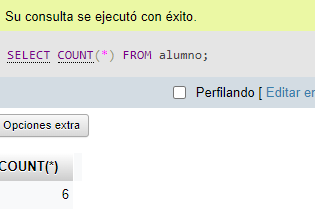 Su consulta se ejecutó con éxito.
SELECT COUNT(*) FROM alumno;
Perfilando [ Editar en
Opciones extra
COUNT(*)
6